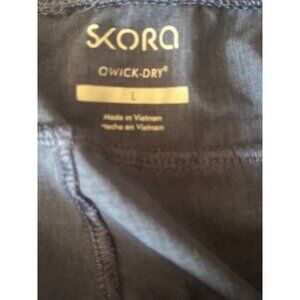 SKORA
QWICK-DRY®
L
Made in Vietnam
Hecho en Vietnam